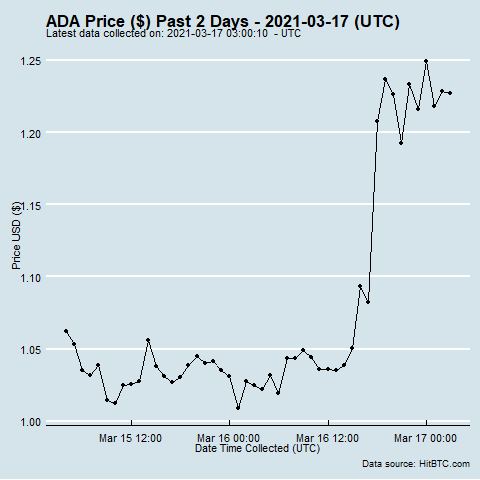 ADA Price ($) Past 2 Days - 2021-03-17 (UTC)
Latest data collected on: 2021-03-17 03:00:10 - UTC
1.25
1.20
1.15
1.10
1.05
1.00
Price USD ($)
Mar 15 12:00 Mar 16 00:00 Mar 16 12:00 Mar 17 00:00
Date Time Collected (UTC)
Data source: HitBTC.com